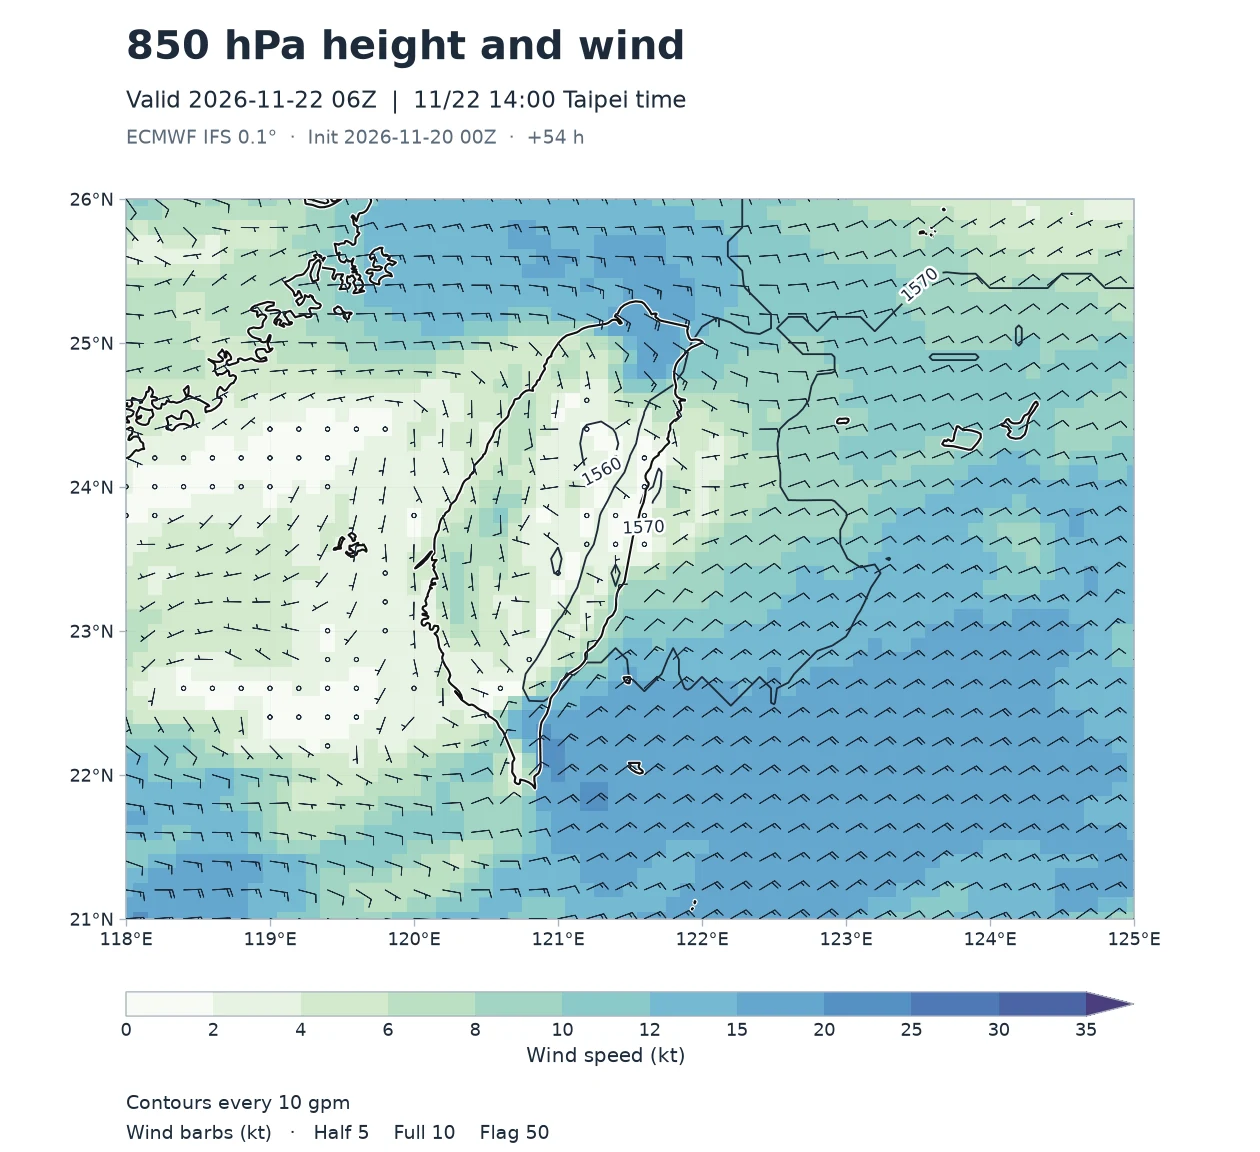 850 hPa height and wind
Valid 2026-11-22 06Z | 11/22 14:00 Taipei time
ECMWF IFS 0.1° · Init 2026-11-20 00Z · +54 h
26°N
25°N
24°N
23°N
22°N
21°N
1570
1560
1570
118°E 119°E 120°E 121°E 122°E 123°E 124°E 125°E
0 2 4 6 8 10 12 15 20 25 30 35
Wind speed (kt)
Contours every 10 gpm
Wind barbs (kt) · Half 5 Full 10 Flag 50